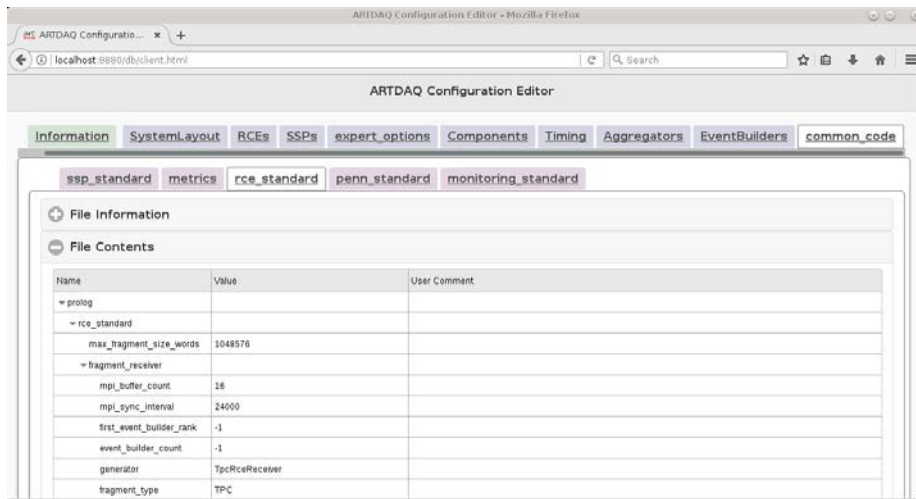 ARTDAQ Configuration Editor - Mozilla Firefox
ARTDAQ Configuratio... × +
localhost:8880/db/client.html Search
ARTDAQ Configuration Editor
Information SystemLayout RCEs SSPs expert_options Components Timing Aggregators EventBuilders common_code
ssp_standard metrics rce_standard penn_standard monitoring_standard
File Information
File Contents
Name Value User Comment
prolog
rce_standard
max_fragment_size_words 1048576
fragment_receiver
mpi_buffer_count 16
mpi_sync_interval 24000
first_event_builder_rank -1
event_builder_count -1
generator TpcRceReceiver
fragment_type TPC